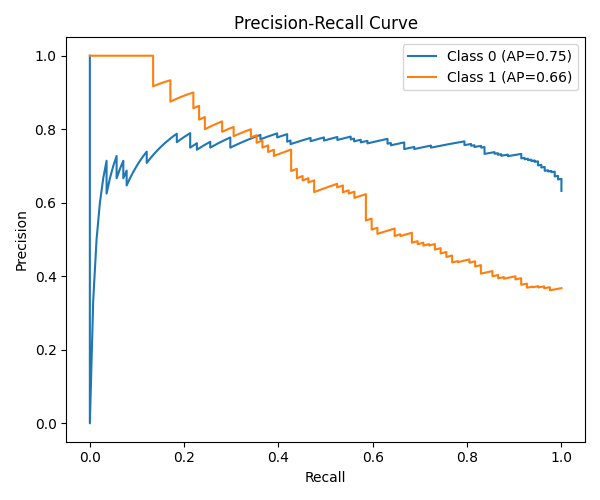 Precision-Recall Curve
Class 0 (AP=0.75)
Class 1 (AP=0.66)
Precision
1.0
0.8
0.6
0.4
0.2
0.0
0.0 0.2 0.4 0.6 0.8 1.0
Recall